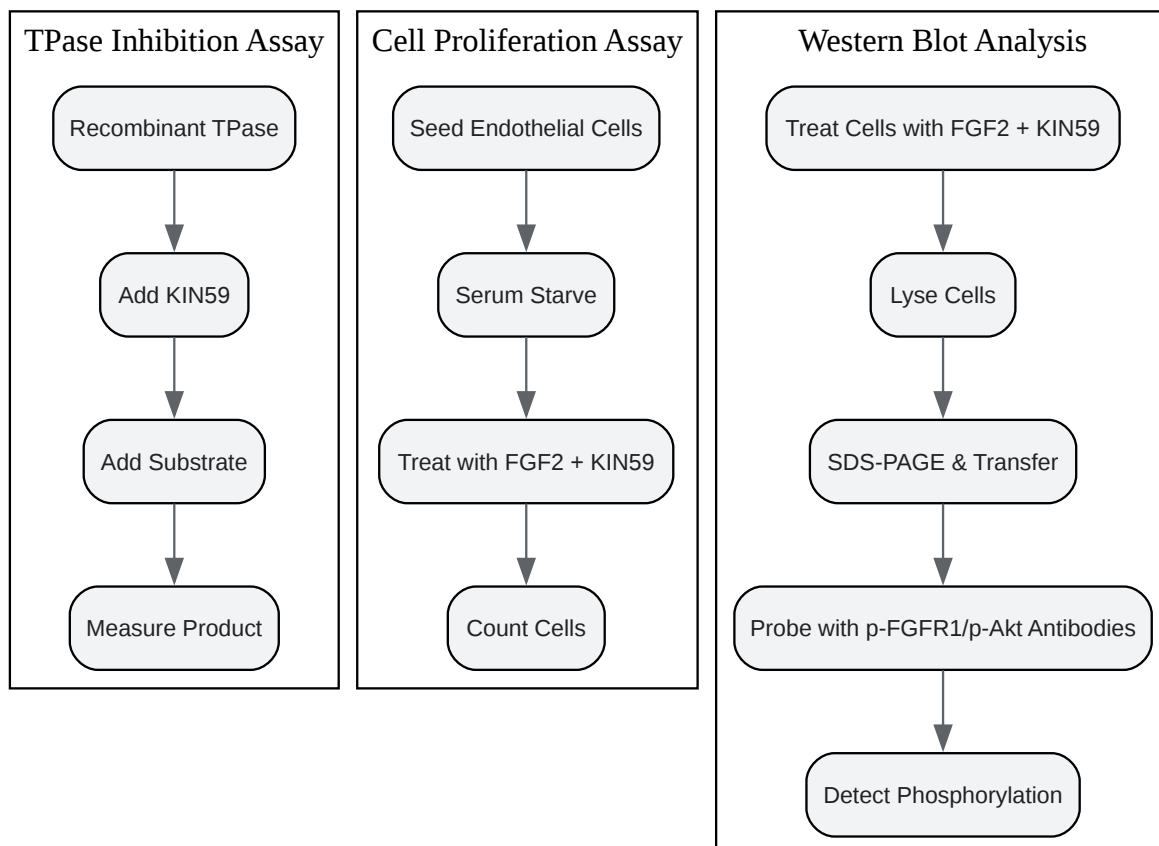 TPase Inhibition Assay
Recombinant TPase
Add KIN59
Add Substrate
Measure Product
Cell Proliferation Assay
Seed Endothelial Cells
Serum Starve
Treat with FGF2 + KIN59
Count Cells
Western Blot Analysis
Treat Cells with FGF2 + KIN59
Lyse Cells
SDS-PAGE & Transfer
Probe with p-FGFR1/p-Akt Antibodies
Detect Phosphorylation